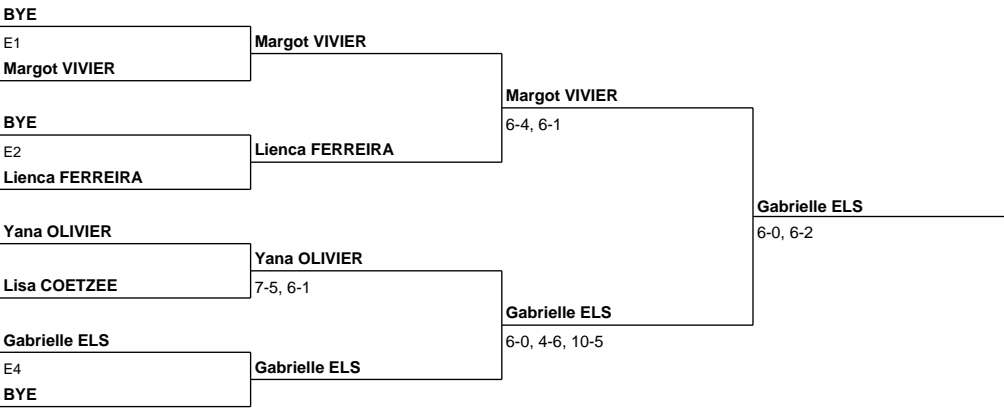 BYE
E1
Margot VIVIER
Margot VIVIER
BYE
E2
Lienca FERREIRA
Lienca FERREIRA
Margot VIVIER
6-4, 6-1
Yana OLIVIER
Lisa COETZEE
Yana OLIVIER
7-5, 6-1
Gabrielle ELS
E4
BYE
Gabrielle ELS
Gabrielle ELS
6-0, 4-6, 10-5
Gabrielle ELS
6-0, 6-2